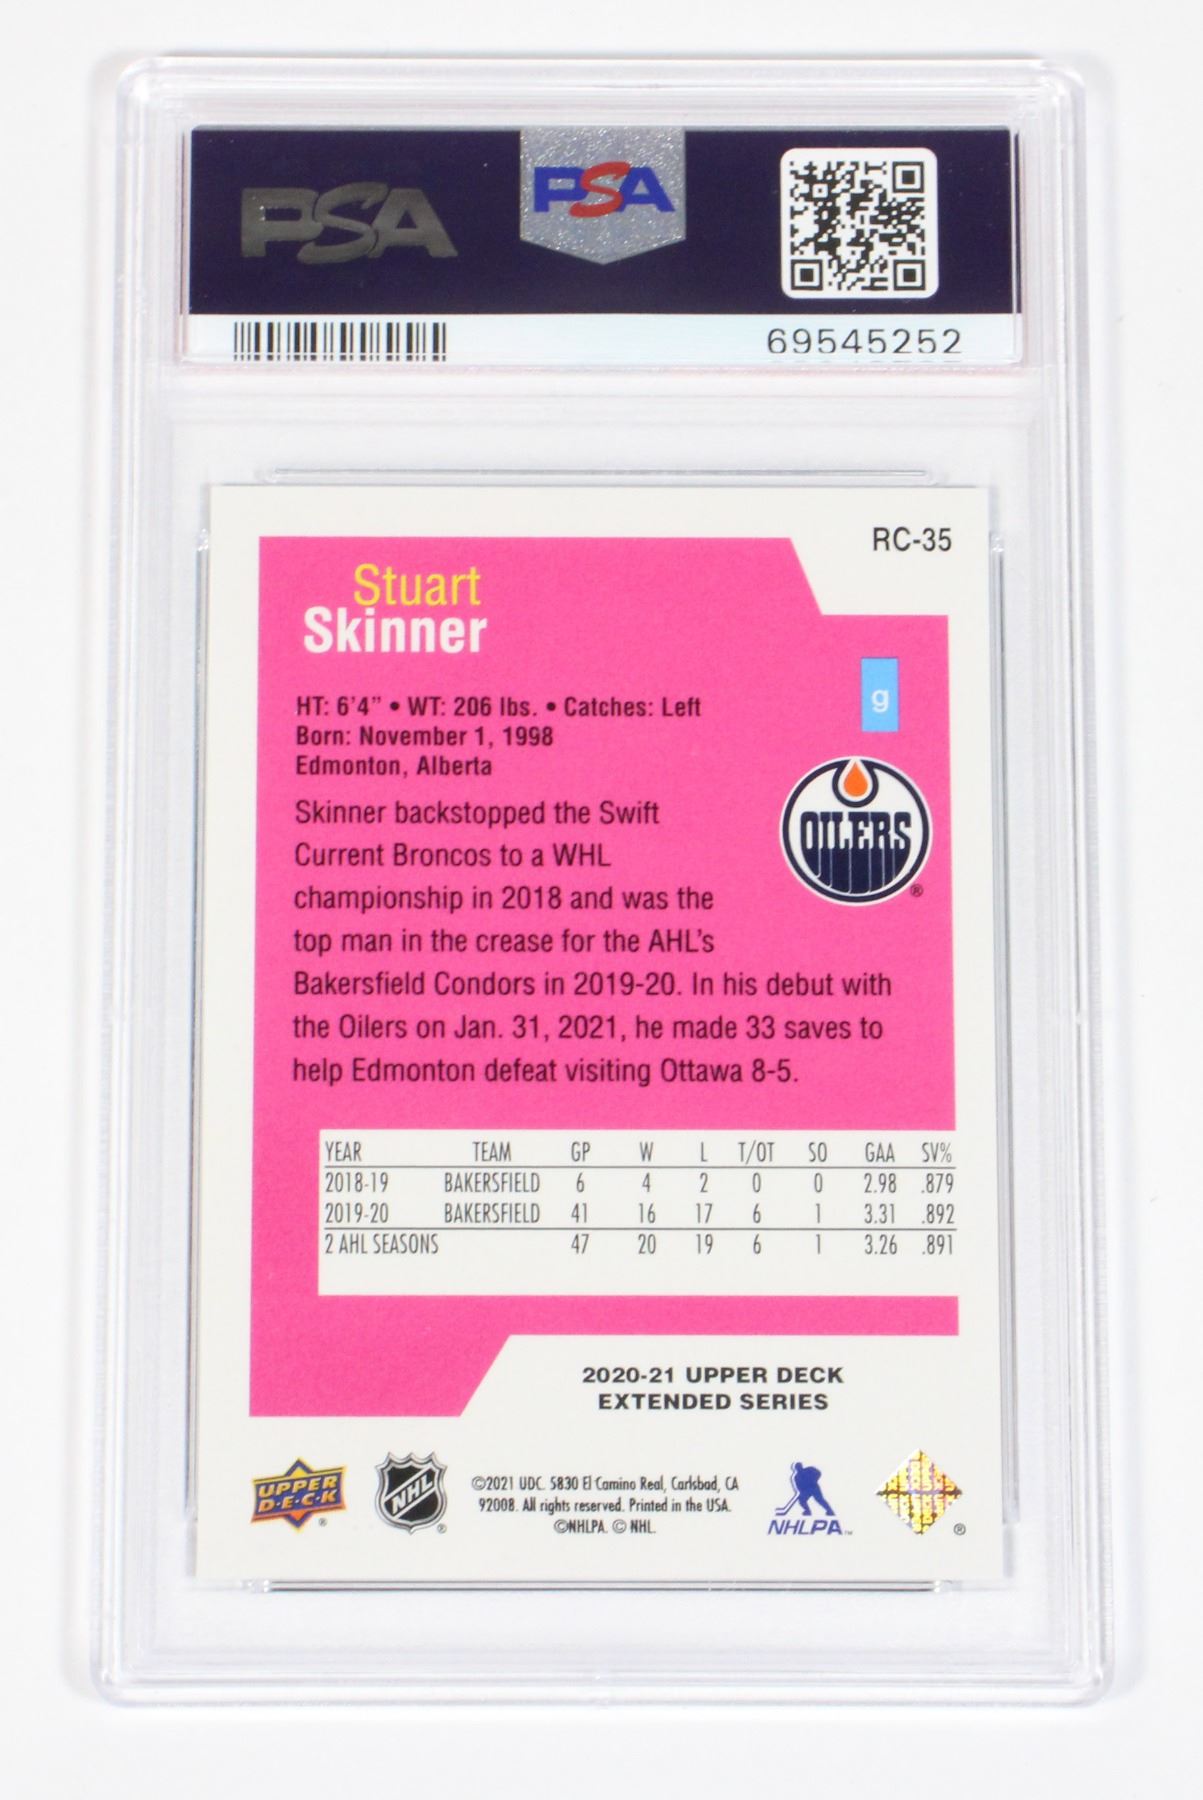 PSA
PSA
69545252
RC-35
Stuart
Skinner
g
HT: 6'4" • WT: 206 lbs. • Catches: Left
Born: November 1, 1998
Edmonton, Alberta
OILERS
®
Skinner backstopped the Swift
Current Broncos to a WHL
championship in 2018 and was the
top man in the crease for the AHL's
Bakersfield Condors in 2019-20. In his debut with
the Oilers on Jan. 31, 2021, he made 33 saves to
help Edmonton defeat visiting Ottawa 8-5.
YEAR TEAM GP W L T/OT SO GAA SV%
2018-19 BAKERSFIELD 6 4 2 0 0 2.98 .879
2019-20 BAKERSFIELD 41 16 17 6 1 3.31 .892
2 AHL SEASONS 47 20 19 6 1 3.26 .891
2020-21 UPPER DECK
EXTENDED SERIES
UPPER
D·E·C·K
®
NHL
®
©2021 UDC. 5830 El Camino Real, Carlsbad, CA
92008. All rights reserved. Printed in the USA.
©NHLPA. © NHL.
NHLPA™
®